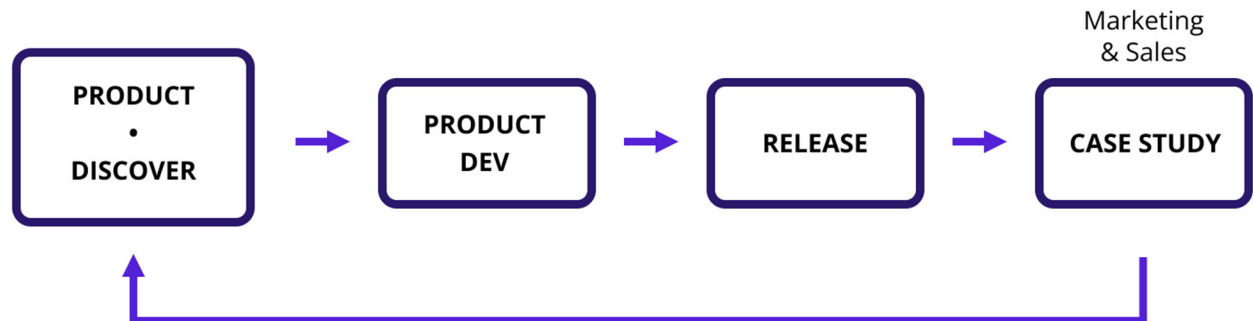 PRODUCT
•
DISCOVER
PRODUCT
DEV
RELEASE
Marketing
& Sales
CASE STUDY